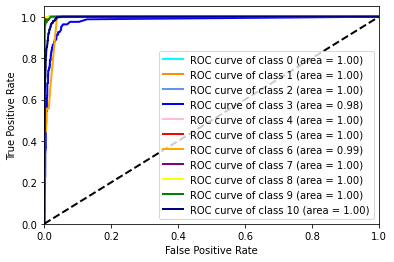 1.0
0.8
0.6
0.4
0.2
0.0
True Positive Rate
ROC curve of class 0 (area = 1.00)
ROC curve of class 1 (area = 1.00)
ROC curve of class 2 (area = 1.00)
ROC curve of class 3 (area = 0.98)
ROC curve of class 4 (area = 1.00)
ROC curve of class 5 (area = 1.00)
ROC curve of class 6 (area = 0.99)
ROC curve of class 7 (area = 1.00)
ROC curve of class 8 (area = 1.00)
ROC curve of class 9 (area = 1.00)
ROC curve of class 10 (area = 1.00)
0.0 0.2 0.4 0.6 0.8 1.0
False Positive Rate